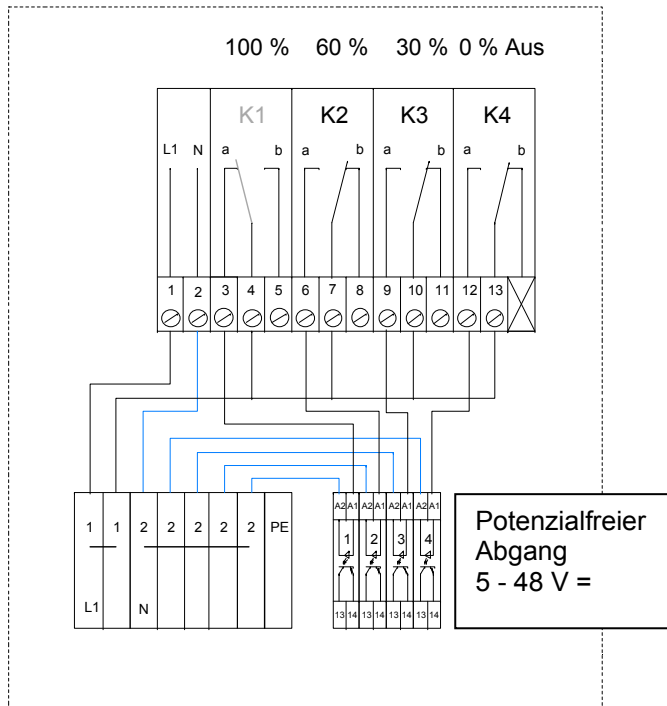 100 % 60 % 30 % 0 % Aus
K1 K2 K3 K4
L1 N a b a b a b a b
1 2 3 4 5 6 7 8 9 10 11 12 13
A2 A1 A2 A1 A2 A1 A2 A1
1 1 2 2 2 2 2 PE
1 2 3 4
L1 N
13 14 13 14 13 14 13 14
Potenzialfreier
Abgang
5 - 48 V =